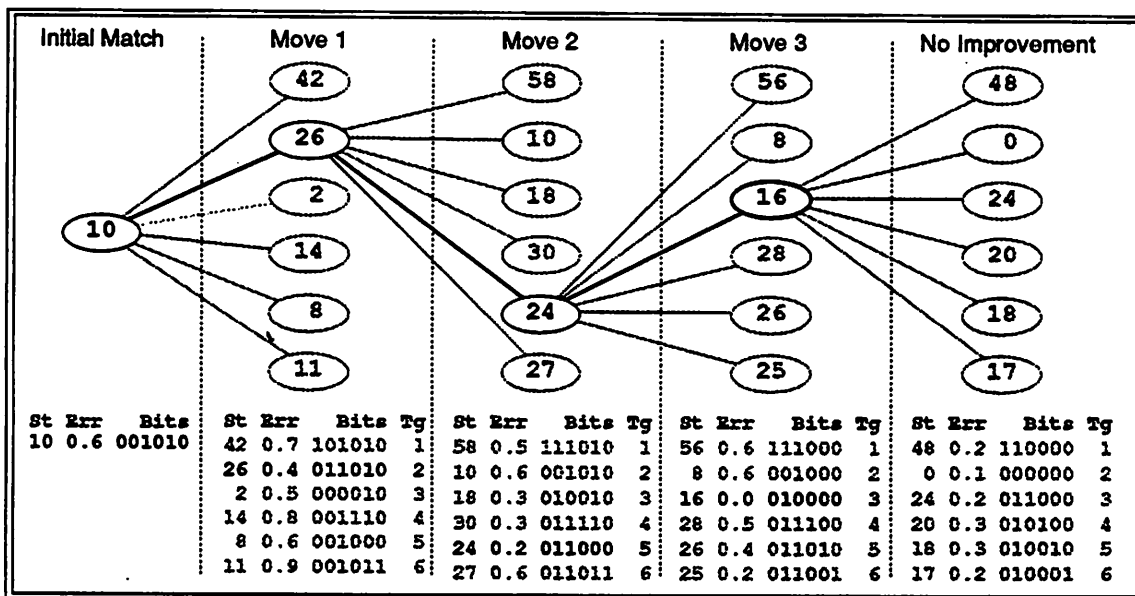 Initial Match Move 1 Move 2 Move 3 No Improvement
42 58 56 48
26 10 8 0
2 18 16 24
10 14 30 28 20
8 24 26 18
11 27 25 17
St Err Bits St Err Bits Tg St Err Bits Tg St Err Bits Tg St Err Bits Tg
10 0.6 001010 42 0.7 101010 1 58 0.5 111010 1 56 0.6 111000 1 48 0.2 110000 1
26 0.4 011010 2 10 0.6 001010 2 8 0.6 001000 2 0 0.1 000000 2
2 0.5 000010 3 18 0.3 010010 3 16 0.0 010000 3 24 0.2 011000 3
14 0.8 001110 4 30 0.3 011110 4 28 0.5 011100 4 20 0.3 010100 4
8 0.6 001000 5 24 0.2 011000 5 26 0.4 011010 5 18 0.3 010010 5
11 0.9 001011 6 27 0.6 011011 6 25 0.2 011001 6 17 0.2 010001 6